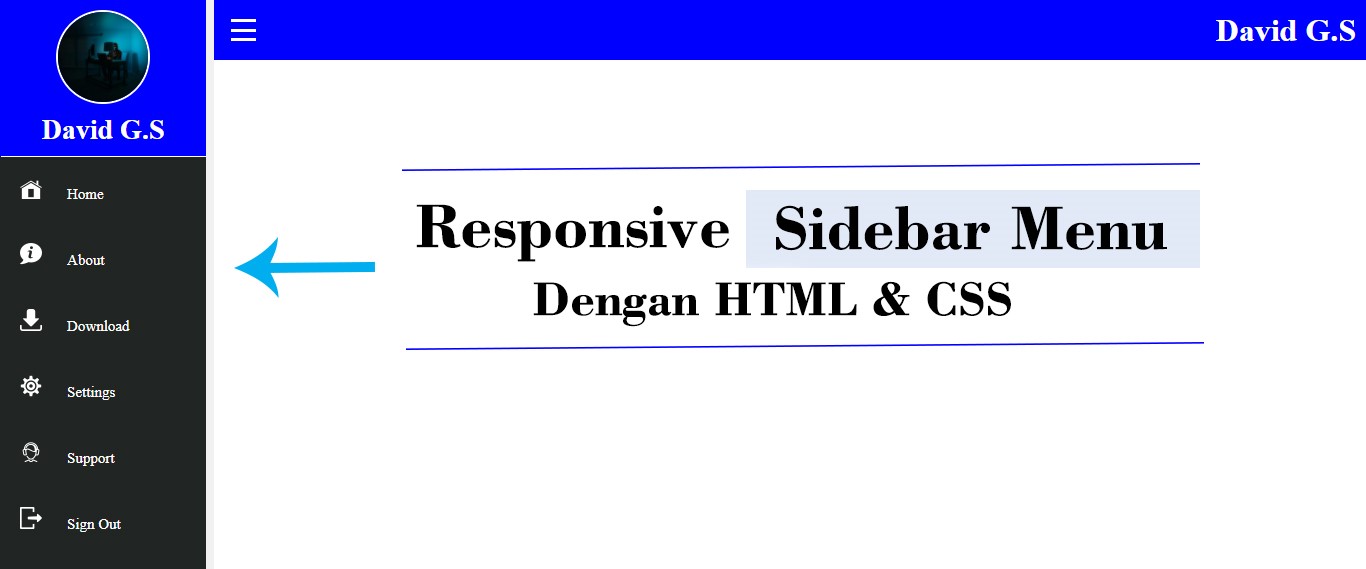 David G.S
Home
About
Download
Settings
Support
Sign Out
David G.S
Responsive Sidebar Menu
Dengan HTML & CSS